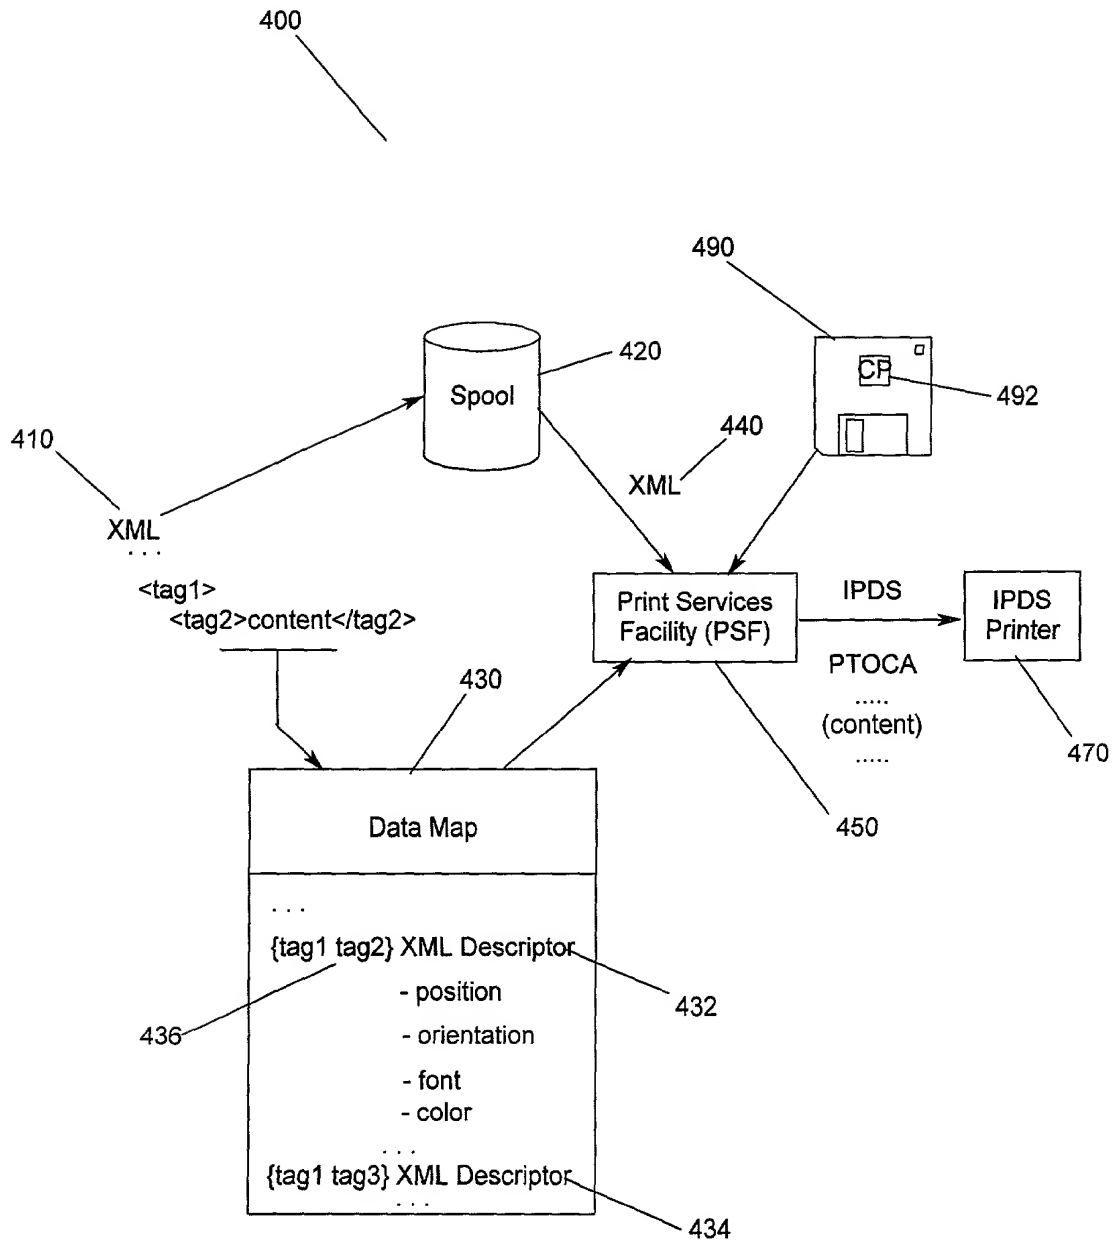 400
490
420
Spool
CP
492
410
440
XML
XML
. . .
<tag1>
<tag2>content</tag2>
Print Services
Facility (PSF)
IPDS
IPDS
Printer
PTOCA
.....
(content)
.....
430
470
450
Data Map
. . .
{tag1 tag2} XML Descriptor
- position
432
436
- orientation
- font
- color
. . .
{tag1 tag3} XML Descriptor
. . .
434